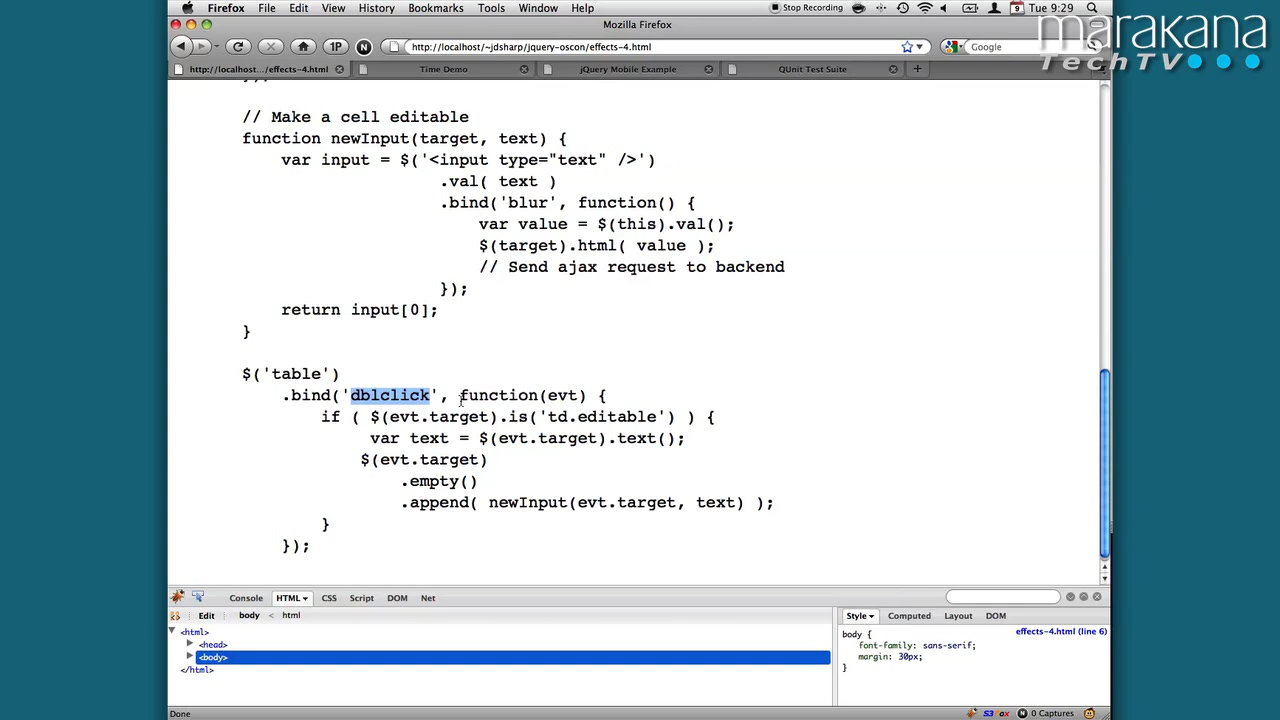 Firefox File Edit View History Bookmarks Tools Window Help
Stop Recording
9
Tue 9:29
marakana
TechTV
Mozilla Firefox
1P
N
http://localhost/~jdsharp/jquery-oscon/effects-4.html
Google
http://localhost.../effects-4.html
Time Demo
jQuery Mobile Example
QUnit Test Suite
+
// Make a cell editable
function newInput(target, text) {
var input = $('<input type="text" />')
.val( text )
.bind('blur', function() {
var value = $(this).val();
$(target).html( value );
// Send ajax request to backend
});
return input[0];
}
$('table')
.bind('dblclick', function(evt) {
if ( $(evt.target).is('td.editable') ) {
var text = $(evt.target).text();
$(evt.target)
.empty()
.append( newInput(evt.target, text) );
}
});
Console HTML CSS Script DOM Net
Edit body < html
<html>
<head>
<body>
</html>
Style Computed Layout DOM
effects-4.html (line 6)
body {
font-family: sans-serif;
margin: 30px;
}
Done
S3Fox
N
0 Captures